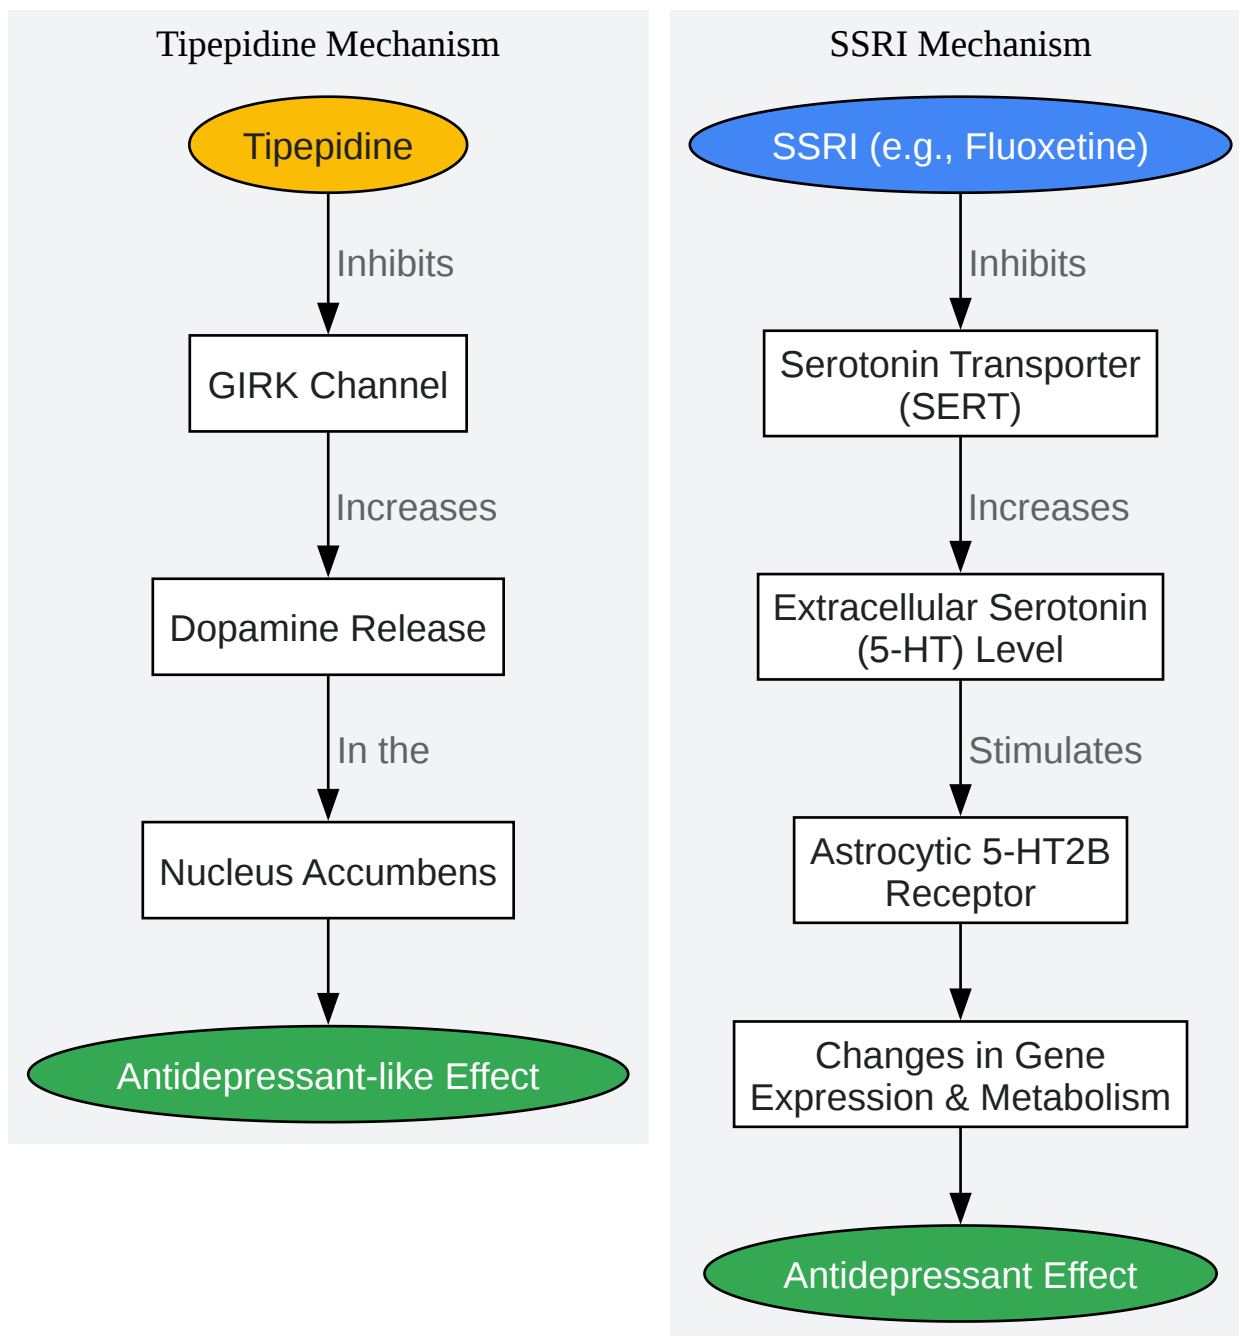 Tipepidine Mechanism
Tipepidine
Inhibits
GIRK Channel
Increases
Dopamine Release
In the
Nucleus Accumbens
Antidepressant-like Effect
SSRI Mechanism
SSRI (e.g., Fluoxetine)
Inhibits
Serotonin Transporter
(SERT)
Increases
Extracellular Serotonin
(5-HT) Level
Stimulates
Astrocytic 5-HT2B
Receptor
Changes in Gene
Expression & Metabolism
Antidepressant Effect